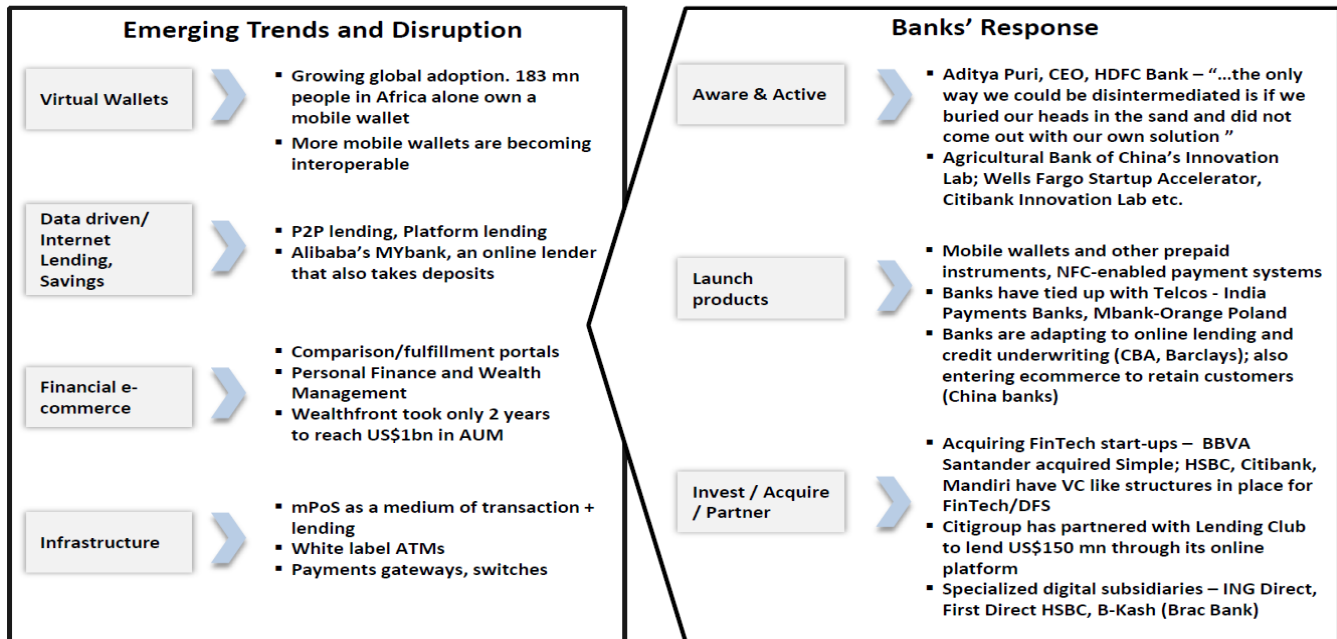 Emerging Trends and Disruption
Virtual Wallets
▪ Growing global adoption. 183 mn
people in Africa alone own a
mobile wallet
▪ More mobile wallets are becoming
interoperable
Data driven/
Internet
Lending,
Savings
▪ P2P lending, Platform lending
▪ Alibaba's MYbank, an online lender
that also takes deposits
Financial e-
commerce
▪ Comparison/fulfillment portals
▪ Personal Finance and Wealth
Management
▪ Wealthfront took only 2 years
to reach US$1bn in AUM
Infrastructure
▪ mPoS as a medium of transaction +
lending
▪ White label ATMs
▪ Payments gateways, switches
Banks' Response
Aware & Active
▪ Aditya Puri, CEO, HDFC Bank – “...the only
way we could be disintermediated is if we
buried our heads in the sand and did not
come out with our own solution ”
▪ Agricultural Bank of China's Innovation
Lab; Wells Fargo Startup Accelerator,
Citibank Innovation Lab etc.
Launch
products
▪ Mobile wallets and other prepaid
instruments, NFC-enabled payment systems
▪ Banks have tied up with Telcos - India
Payments Banks, Mbank-Orange Poland
▪ Banks are adapting to online lending and
credit underwriting (CBA, Barclays); also
entering ecommerce to retain customers
(China banks)
Invest / Acquire
/ Partner
▪ Acquiring FinTech start-ups – BBVA
Santander acquired Simple; HSBC, Citibank,
Mandiri have VC like structures in place for
FinTech/DFS
▪ Citigroup has partnered with Lending Club
to lend US$150 mn through its online
platform
▪ Specialized digital subsidiaries – ING Direct,
First Direct HSBC, B-Kash (Brac Bank)